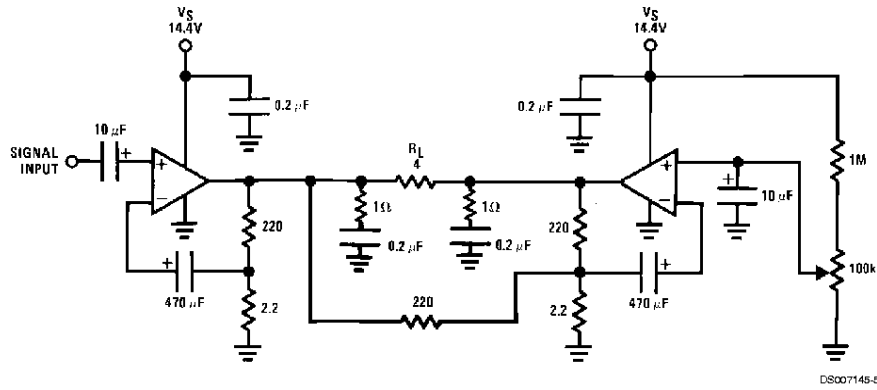 VS
14.4V
VS
14.4V
0.2 μF
0.2 μF
10 μF
+
SIGNAL
INPUT
+
−
RL
4
+
−
1M
+
10 μF
1Ω
1Ω
220
220
0.2 μF
0.2 μF
100k
+
470 μF
2.2
220
2.2
+
470 μF
DS007145-5